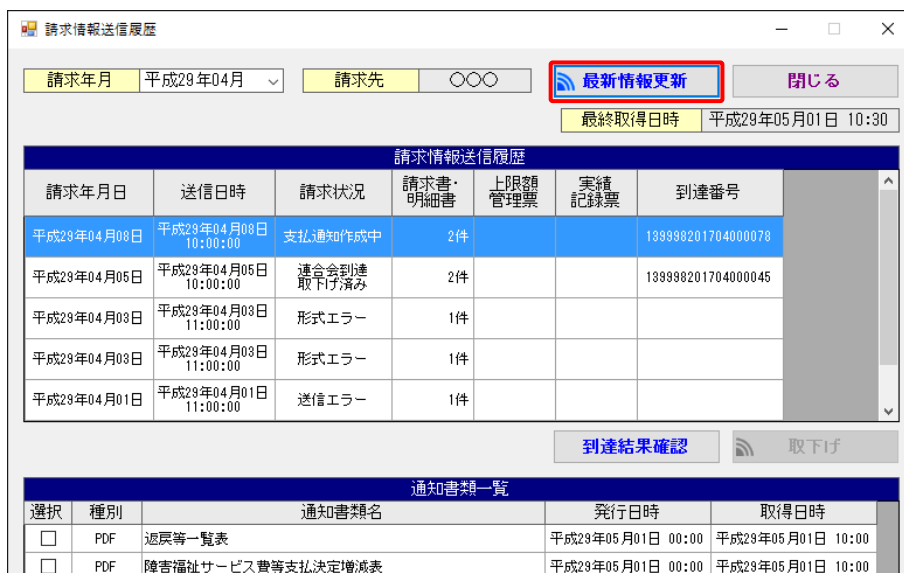 請求情報送信履歴
請求年月 平成29年04月 請求先 〇〇〇 最新情報更新 閉じる
最終取得日時 平成29年05月01日 10:30
請求情報送信履歴
請求年月日 送信日時 請求状況 請求書・明細書 上限額管理票 実績記録票 到達番号
平成29年04月08日 平成29年04月08日 10:00:00 支払通知作成中 2件 139998201704000078
平成29年04月05日 平成29年04月05日 10:00:00 連合会到達取下げ済み 2件 139998201704000045
平成29年04月03日 平成29年04月03日 11:00:00 形式エラー 1件
平成29年04月03日 平成29年04月03日 11:00:00 形式エラー 1件
平成29年04月01日 平成29年04月01日 11:00:00 送信エラー 1件
到達結果確認 取下げ
通知書類一覧
選択 種別 通知書類名 発行日時 取得日時
PDF 返戻等一覧表 平成29年05月01日 00:00 平成29年05月01日 10:00
PDF 障害福祉サービス費等支払決定増減表 平成29年05月01日 00:00 平成29年05月01日 10:00